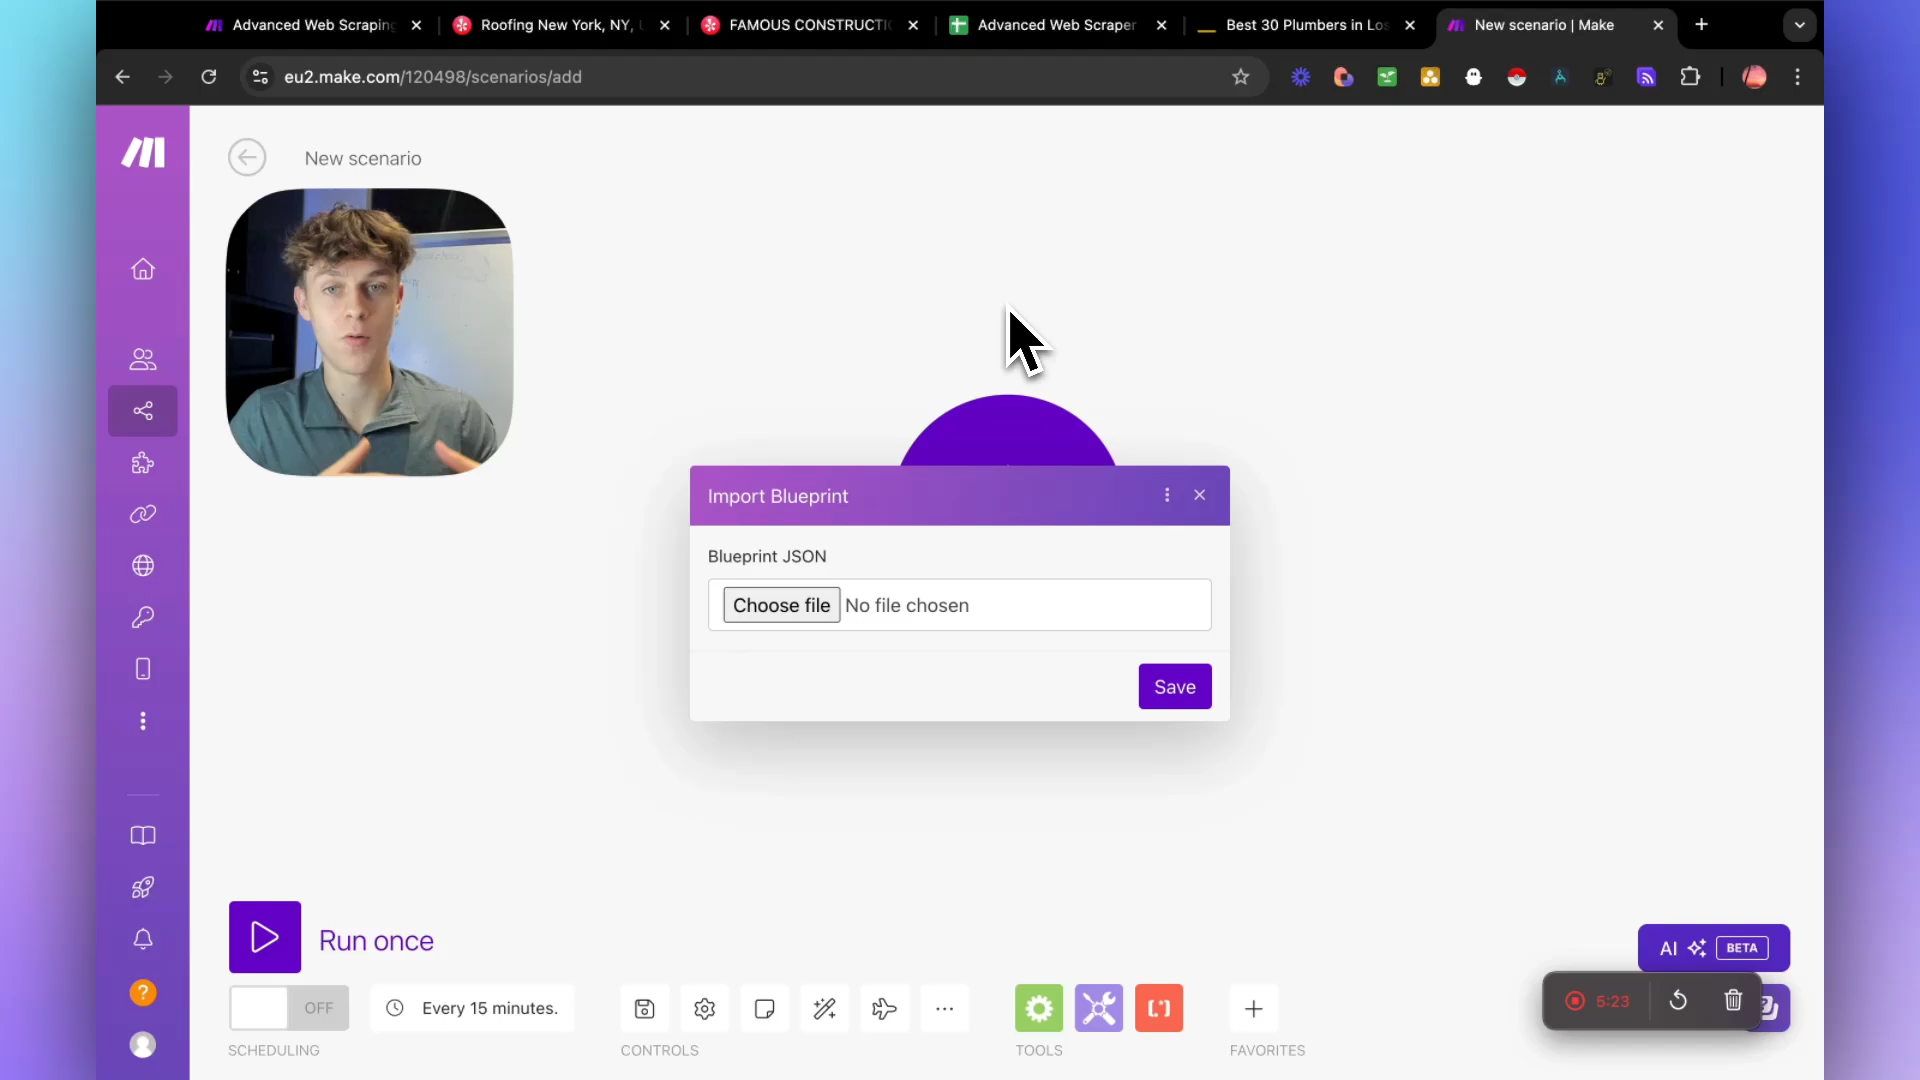 Advanced Web Scraping
Roofing New York, NY, U
FAMOUS CONSTRUCTI
Advanced Web Scraper
Best 30 Plumbers in Los
New scenario | Make
eu2.make.com/120498/scenarios/add
New scenario
Import Blueprint
Blueprint JSON
Choose file No file chosen
Save
Run once
AI BETA
OFF
Every 15 minutes.
5:23
SCHEDULING
CONTROLS
TOOLS
FAVORITES